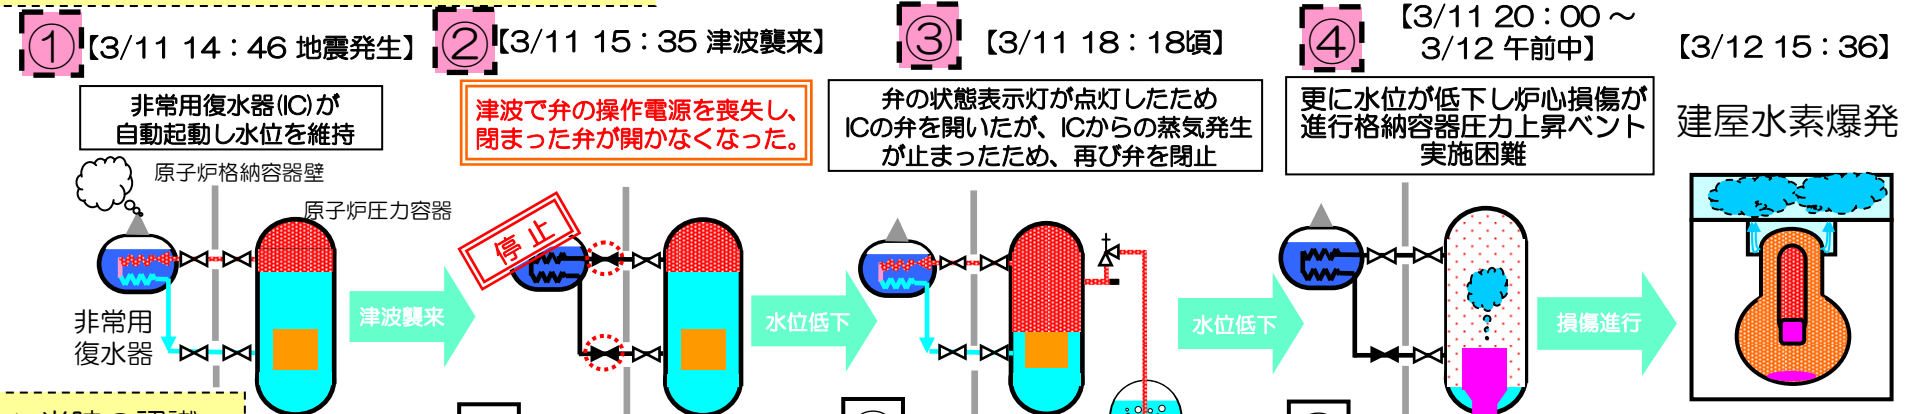 ①【3/11 14：46 地震発生】
非常用復水器(IC)が
自動起動し水位を維持
原子炉格納容器壁
原子炉圧力容器
非常用
復水器
津波襲来
②【3/11 15：35 津波襲来】
津波で弁の操作電源を喪失し、
閉まった弁が開かなくなった。
停止
水位低下
③【3/11 18：18頃】
弁の状態表示灯が点灯したため
ICの弁を開いたが、ICからの蒸気発生
が止まったため、再び弁を閉止
水位低下
④【3/11 20：00 ～
3/12 午前中】
更に水位が低下し炉心損傷が
進行格納容器圧力上昇ベント
実施困難
損傷進行
【3/12 15：36】
建屋水素爆発